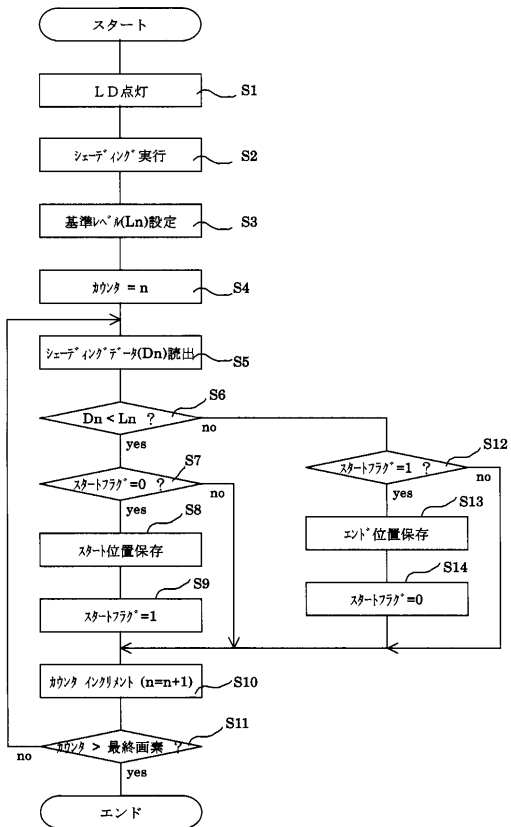 スタート
LD点灯
S1
シェーディング実行
S2
基準レベル(Ln)設定
S3
カウンタ = n
S4
シェーディングデータ(Dn)読出
S5
Dn < Ln ?
S6
yes
no
スタートフラグ=0 ?
S7
yes
no
スタートフラグ=1 ?
S12
yes
no
スタート位置保存
S8
エンド位置保存
S13
スタートフラグ=1
S9
スタートフラグ=0
S14
カウンタ インクリメント (n=n+1)
S10
カウンタ > 最終画素 ?
S11
no
yes
エンド